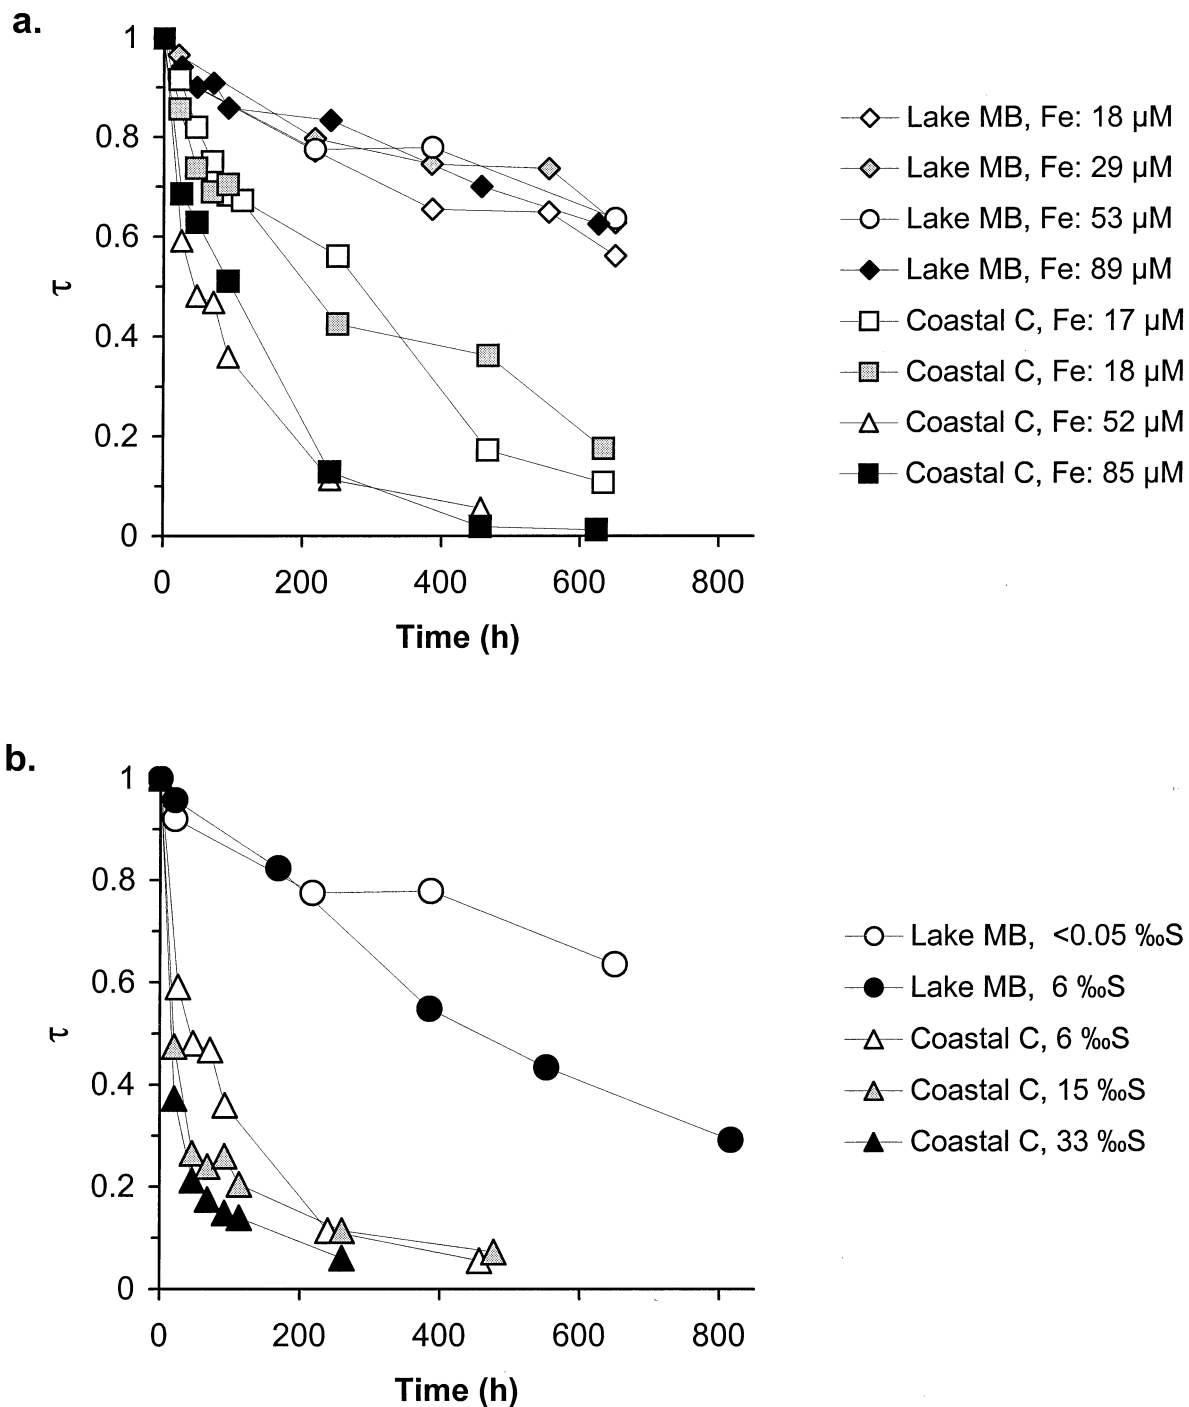 a.
1
0.8
0.6
0.4
0.2
0
τ
0 200 400 600 800
Time (h)
Lake MB, Fe: 18 µM
Lake MB, Fe: 29 µM
Lake MB, Fe: 53 µM
Lake MB, Fe: 89 µM
Coastal C, Fe: 17 µM
Coastal C, Fe: 18 µM
Coastal C, Fe: 52 µM
Coastal C, Fe: 85 µM
b.
1
0.8
0.6
0.4
0.2
0
τ
0 200 400 600 800
Time (h)
Lake MB, <0.05 ‰S
Lake MB, 6 ‰S
Coastal C, 6 ‰S
Coastal C, 15 ‰S
Coastal C, 33 ‰S